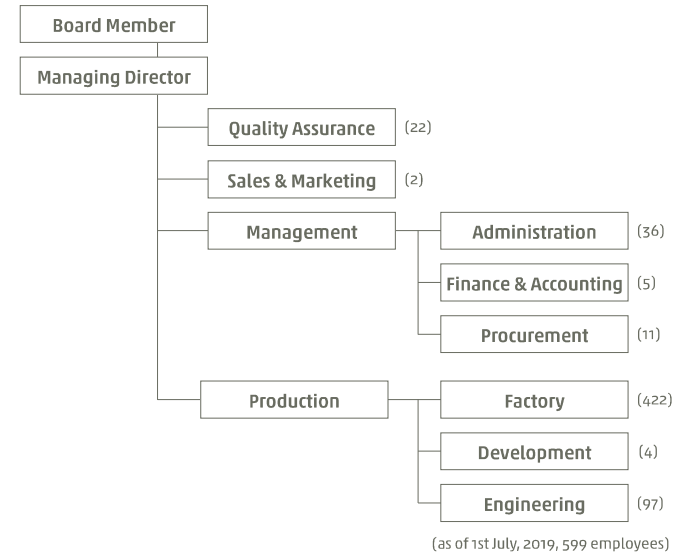 Board Member
Managing Director
Quality Assurance (22)
Sales & Marketing (2)
Management
Administration (36)
Finance & Accounting (5)
Procurement (11)
Production
Factory (422)
Development (4)
Engineering (97)
(as of 1st July, 2019, 599 employees)